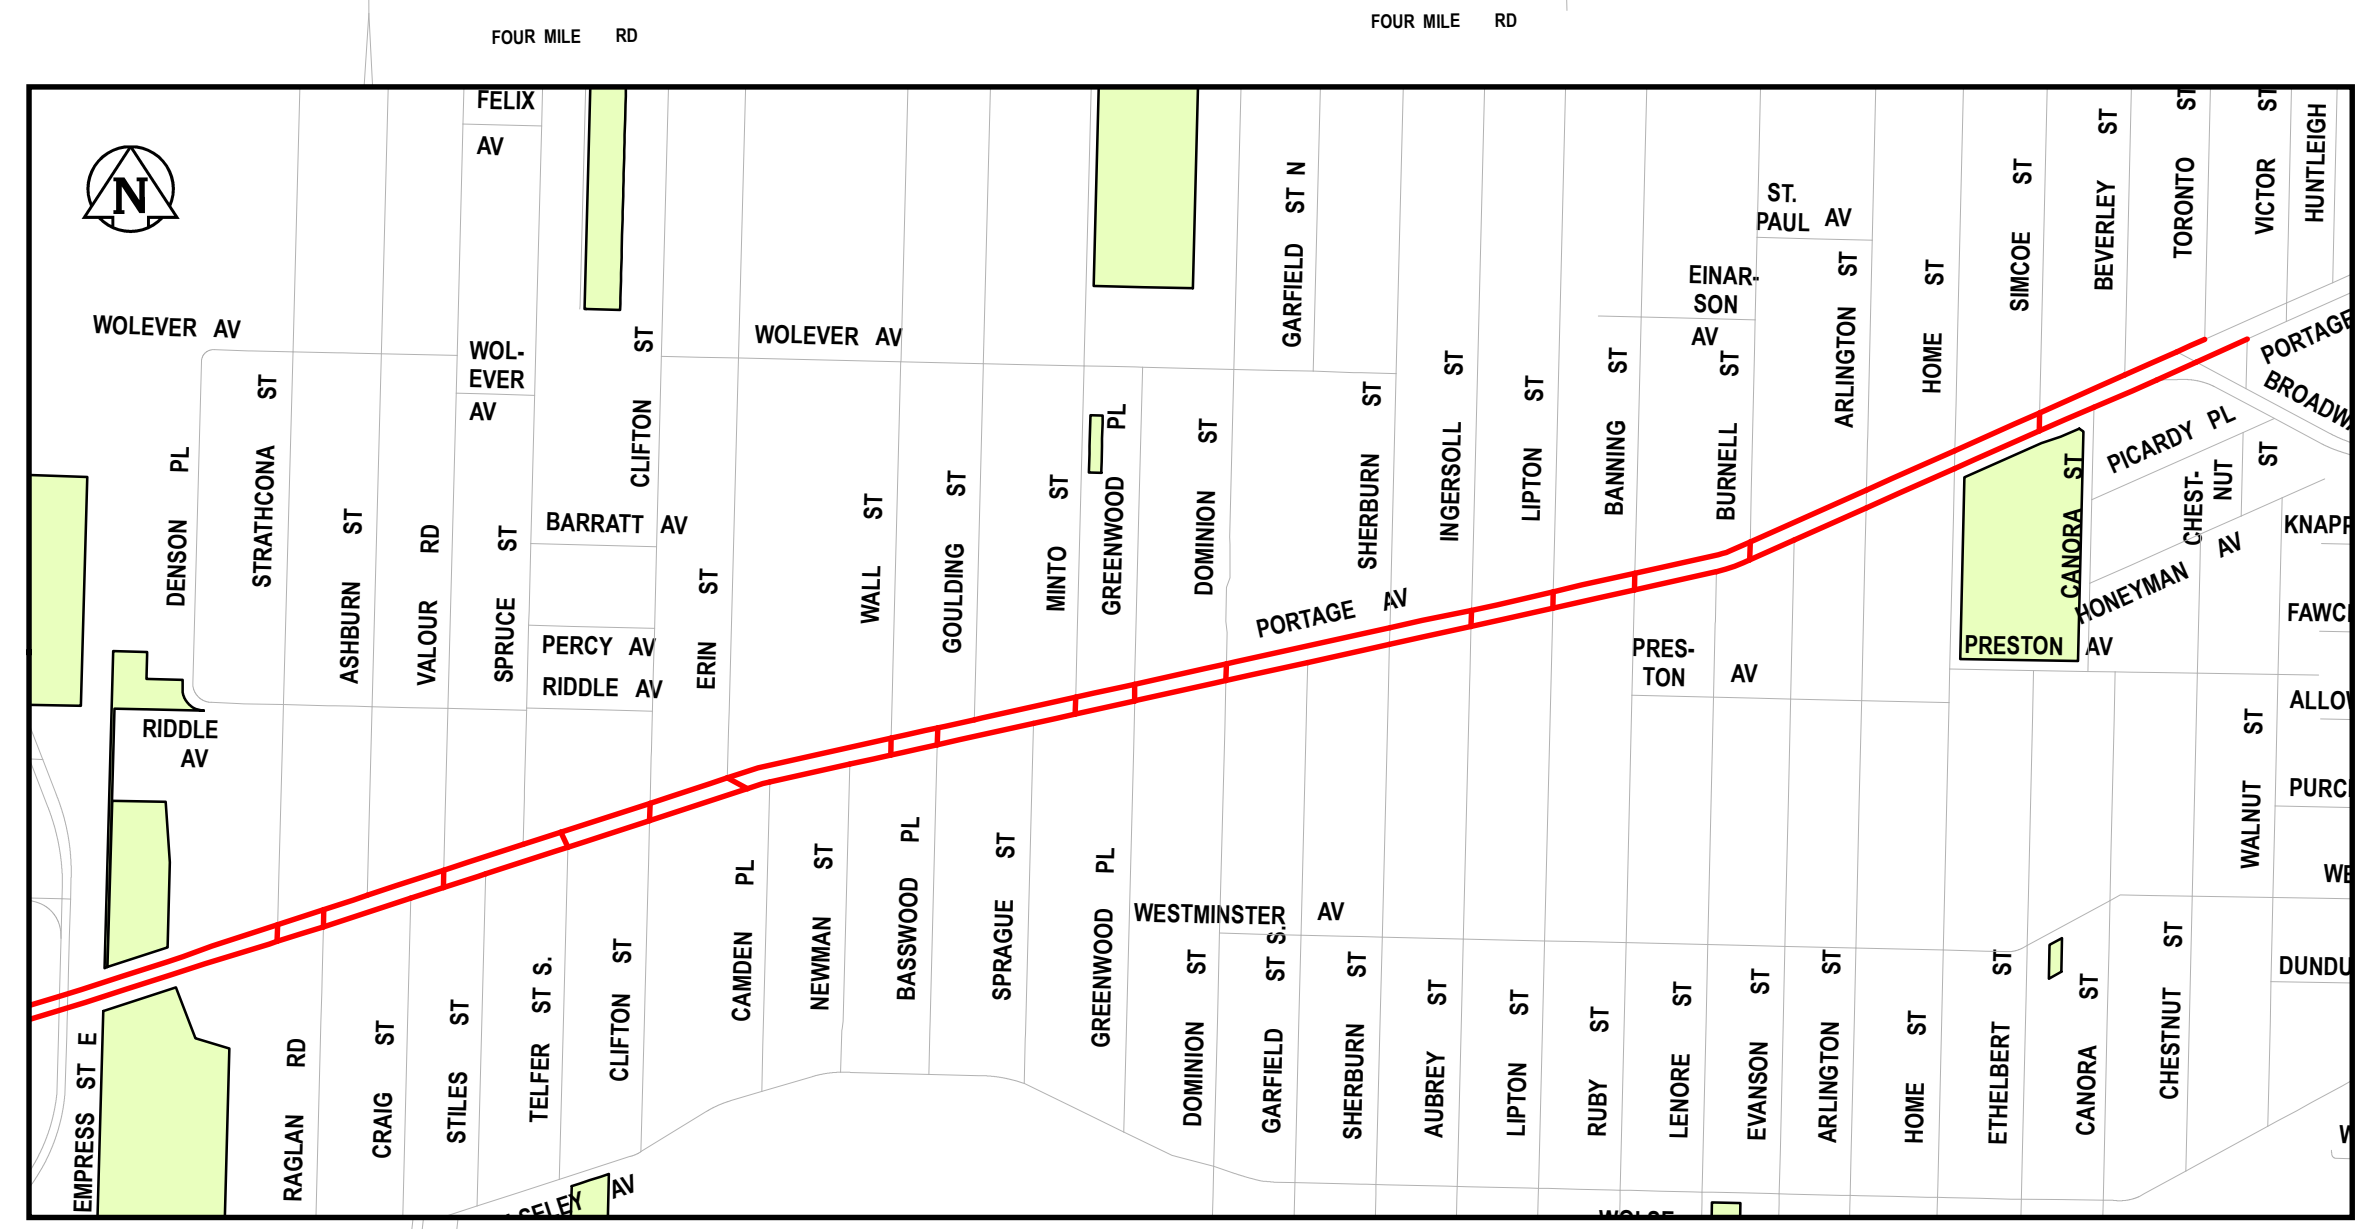 FOUR MILE RD
FOUR MILE RD
FELIX
AV
N
GARFIELD ST N
ST.
PAUL AV
SIMCOE ST
BEVERLEY ST
TORONTO ST
VICTOR ST
HUNTLEIGH
EINAR-
SON
AV
ARLINGTON ST
HOME ST
WOLEVER AV
WOL-
EVER
AV
CLIFTON ST
WOLEVER AV
PORTAGE
DENSON PL
STRATHCONA ST
ASHBURN ST
VALOUR RD
SPRUCE ST
BARRATT AV
PERCY AV
RIDDLE AV
ERIN ST
WALL ST
GOULDING ST
MINTO ST
GREENWOOD PL
DOMINION ST
SHERBURN ST
INGERSOLL ST
LIPTON ST
BANNING ST
BURNELL ST
PORTAGE AV
PRES-
TON AV
PICARDY PL
CANORA ST
CHEST-
NUT ST
HONEYMAN AV
PRESTON AV
RIDDLE
AV
WALNUT ST
CAMDEN PL
NEWMAN ST
BASSWOOD PL
SPRAGUE ST
GREENWOOD PL
WESTMINSTER AV
EMPRESS ST E
RAGLAN RD
CRAIG ST
STILES ST
TELFER ST S.
CLIFTON ST
DOMINION ST
GARFIELD ST S.
SHERBURN ST
AUBREY ST
LIPTON ST
RUBY ST
LENORE ST
EVANSON ST
ARLINGTON ST
HOME ST
ETHELBERT ST
CANORA ST
CHESTNUT ST
AV